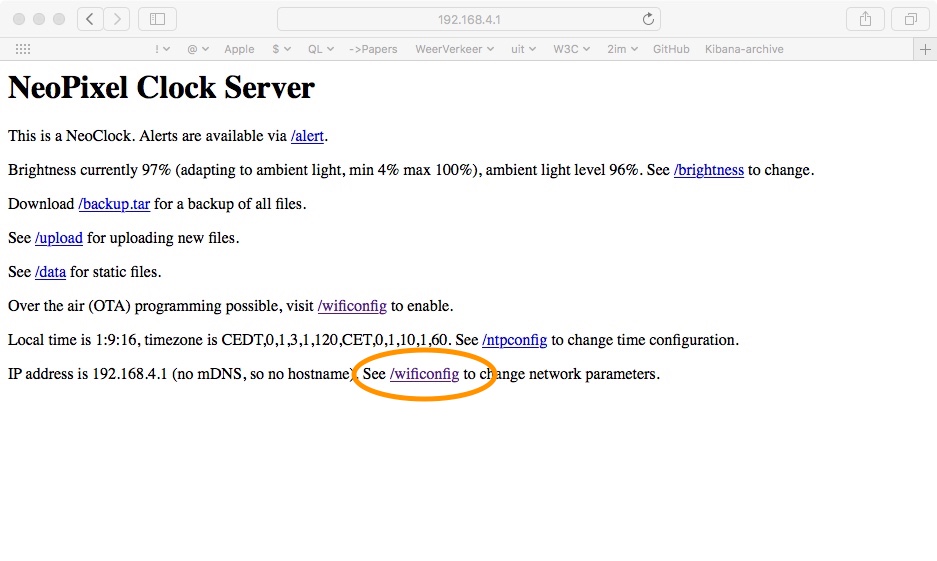 192.168.4.1
! @ Apple $ QL ->Papers WeerVerkeer uit W3C 2im GitHub Kibana-archive
NeoPixel Clock Server
This is a NeoClock. Alerts are available via /alert.
Brightness currently 97% (adapting to ambient light, min 4% max 100%), ambient light level 96%. See /brightness to change.
Download /backup.tar for a backup of all files.
See /upload for uploading new files.
See /data for static files.
Over the air (OTA) programming possible, visit /wificonfig to enable.
Local time is 1:9:16, timezone is CEDT,0,1,3,1,120,CET,0,1,10,1,60. See /ntpconfig to change time configuration.
IP address is 192.168.4.1 (no mDNS, so no hostname). See /wificonfig to change network parameters.